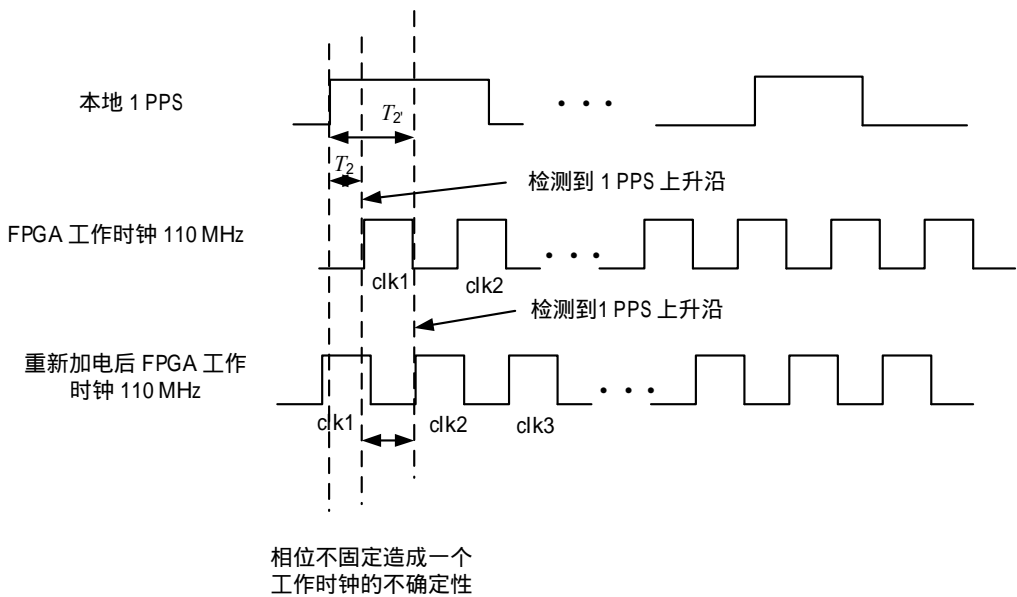 本地 1 PPS
T2'
T2
检测到 1 PPS 上升沿
FPGA 工作时钟 110 MHz
clk1
clk2
检测到1 PPS 上升沿
重新加电后 FPGA 工作
时钟 110 MHz
clk1
clk2
clk3
相位不固定造成一个
工作时钟的不确定性